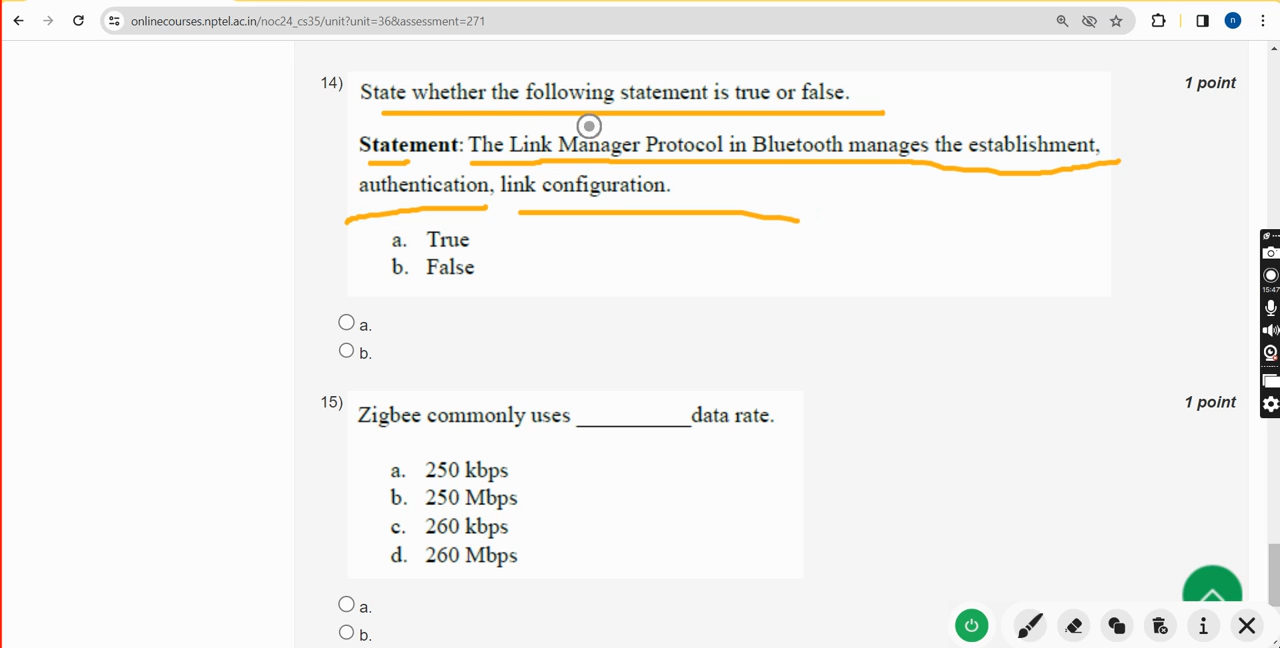 onlinecourses.nptel.ac.in/noc24_cs35/unit?unit=36&assessment=271
n
14)
State whether the following statement is true or false.
1 point
Statement: The Link Manager Protocol in Bluetooth manages the establishment,
authentication, link configuration.
a. True
b. False
a.
b.
15:47
15)
Zigbee commonly uses __________data rate.
1 point
a. 250 kbps
b. 250 Mbps
c. 260 kbps
d. 260 Mbps
a.
b.